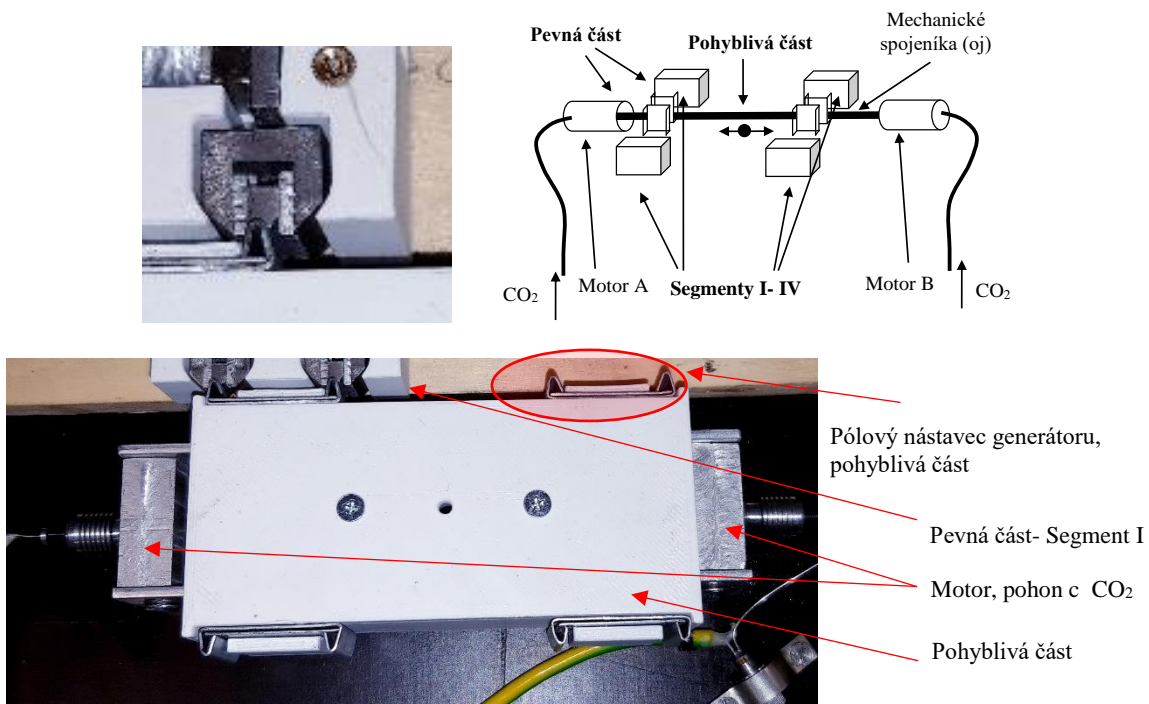 Pevná část
Pohyblivá část
Mechanické
spojeníka (oj)
CO₂
Motor A
Segmenty I- IV
Motor B
CO₂
Pólový nástavec generátoru,
pohyblivá část
Pevná část- Segment I
Motor, pohon c CO₂
Pohyblivá část